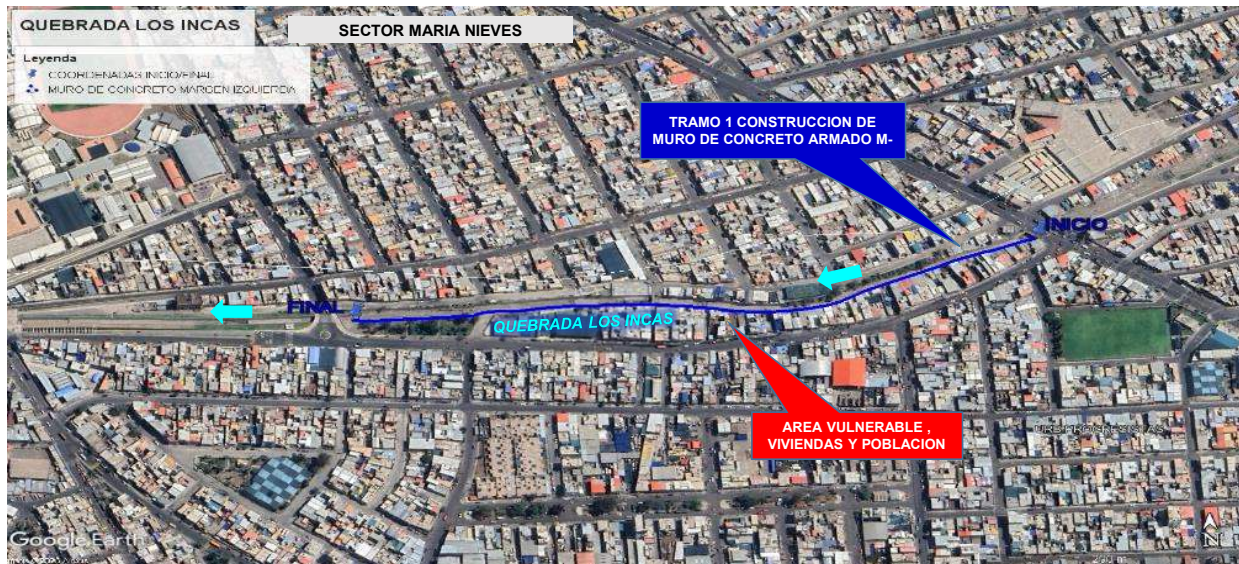 QUEBRADA LOS INCAS
SECTOR MARIA NIEVES
Leyenda
COORDENADAS INICIO/FINAL
MURO DE CONCRETO MARGEN IZQUIERDA
TRAMO 1 CONSTRUCCION DE
MURO DE CONCRETO ARMADO M-
INICIO
FINAL
QUEBRADA LOS INCAS
AREA VULNERABLE ,
VIVIENDAS Y POBLACION
Google Earth
N